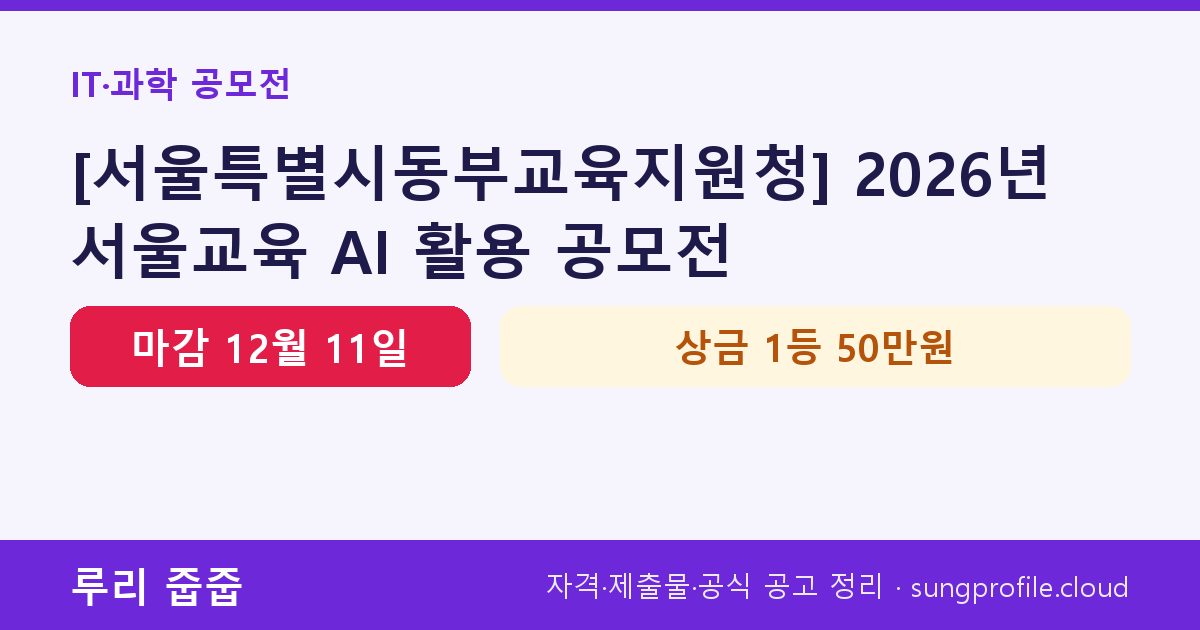 IT·과학 공모전
[서울특별시동부교육지원청] 2026년
서울교육 AI 활용 공모전
마감 12월 11일
상금 1등 50만원
루리 줍줍
자격·제출물·공식 공고 정리 · sungprofile.cloud